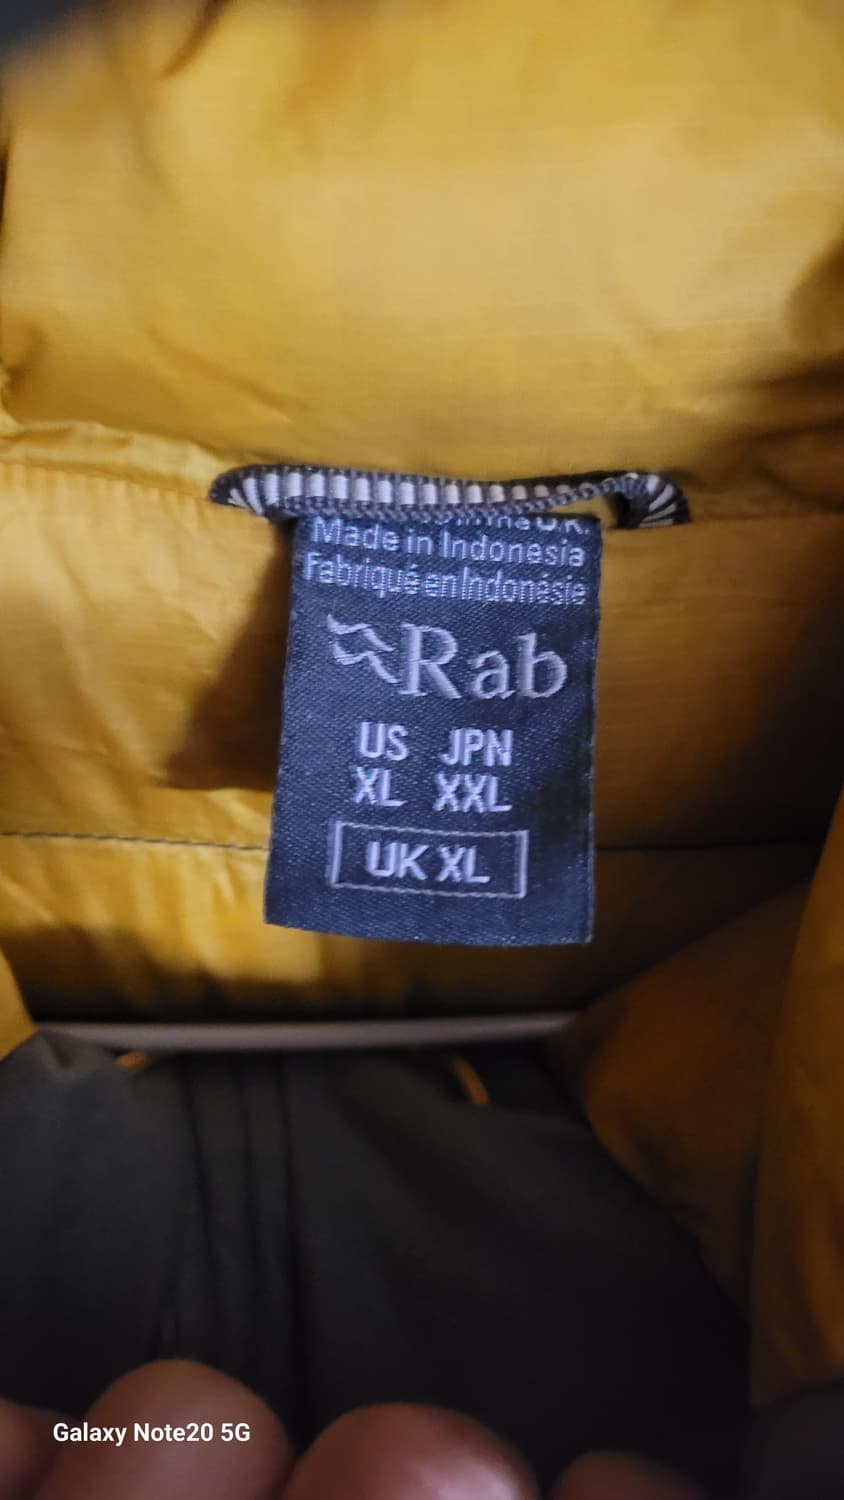 Made in Indonesia
Fabriqué en Indonésie
Rab
US JPN
XL XXL
UK XL
Galaxy Note20 5G